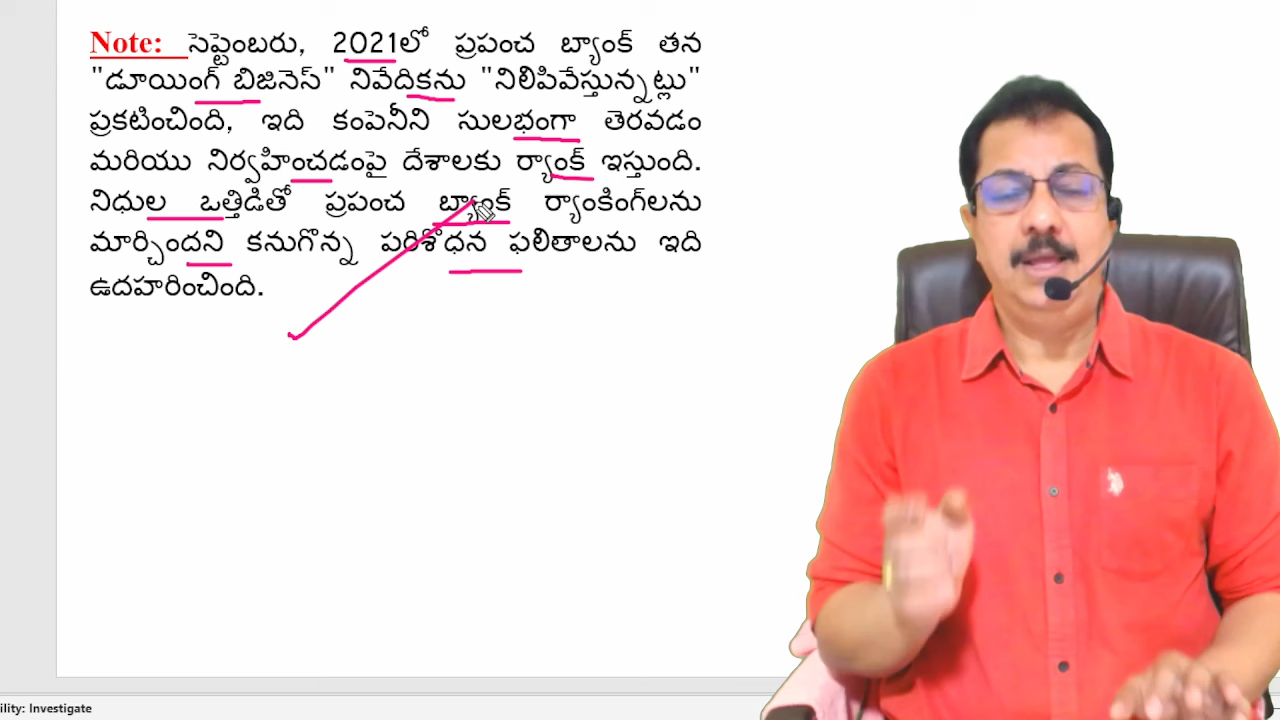 Note: సెప్టెంబరు, 2021లో ప్రపంచ బ్యాంక్ తన
"డూయింగ్ బిజినెస్" నివేదికను "నిలిపివేస్తున్నట్లు"
ప్రకటించింది, ఇది కంపెనీని సులభంగా తెరవడం
మరియు నిర్వహించడంపై దేశాలకు ర్యాంక్ ఇస్తుంది.
నిధుల ఒత్తిడితో ప్రపంచ బ్యాంక్ ర్యాంకింగ్‌లను
మార్చిందని కనుగొన్న పరిశోధన ఫలితాలను ఇది
ఉదహరించింది.
ility: Investigate